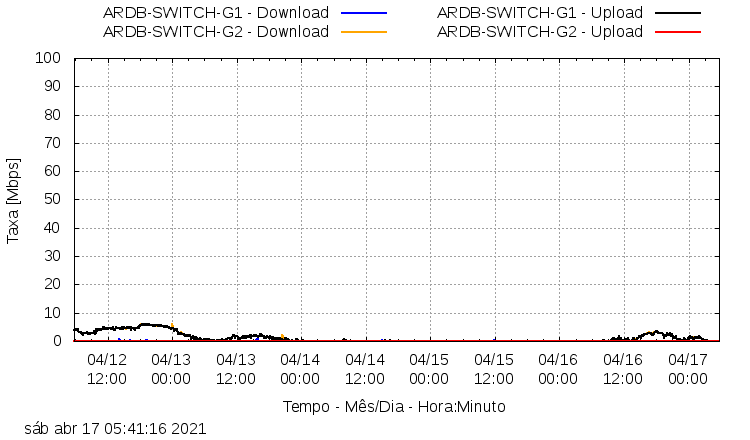 ARDB-SWITCH-G1 - Download ARDB-SWITCH-G1 - Upload
ARDB-SWITCH-G2 - Download ARDB-SWITCH-G2 - Upload
100
90
80
70
60
50
40
30
20
10
0
Taxa [Mbps]
04/12 04/13 04/13 04/14 04/14 04/15 04/15 04/16 04/16 04/17
12:00 00:00 12:00 00:00 12:00 00:00 12:00 00:00 12:00 00:00
Tempo - Mês/Dia - Hora:Minuto
sáb abr 17 05:41:16 2021